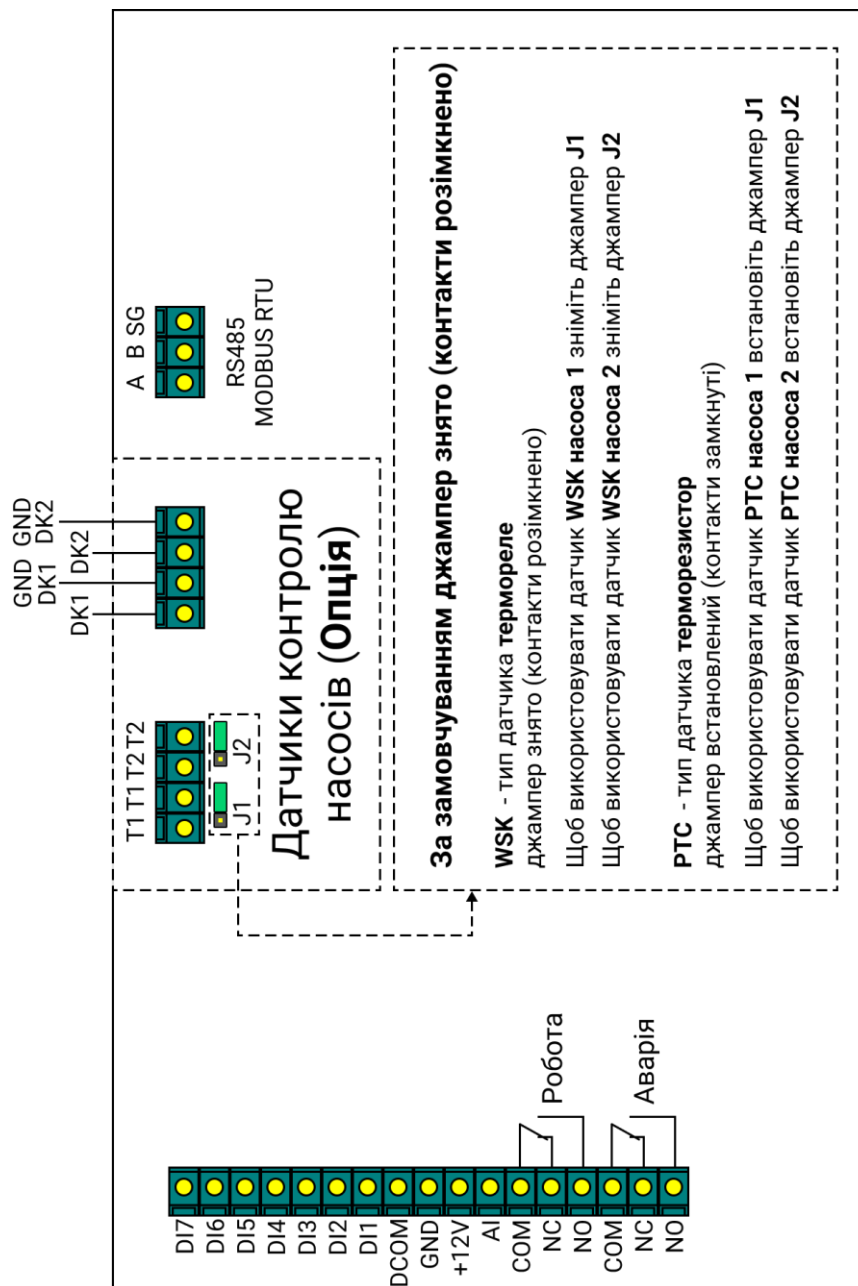 DI7
DI6
DI5
DI4
DI3
DI2
DI1
DCOM
GND
+12V
AI
COM
NC
NO
COM
NC
NO
Робота
Аварія
T1 T1 T2 T2
J1 J2
GND GND
DK1 DK2
DK1 DK2
Датчики контролю
насосів (Опція)
A B SG
RS485
MODBUS RTU
За замовчуванням джампер знято (контакти розімкнено)
WSK - тип датчика термореле
джампер знято (контакти розімкнено)
Щоб використовувати датчик WSK насоса 1 зніміть джампер J1
Щоб використовувати датчик WSK насоса 2 зніміть джампер J2
PTC - тип датчика терморезистор
джампер встановлений (контакти замкнуті)
Щоб використовувати датчик PTC насоса 1 встановіть джампер J1
Щоб використовувати датчик PTC насоса 2 встановіть джампер J2